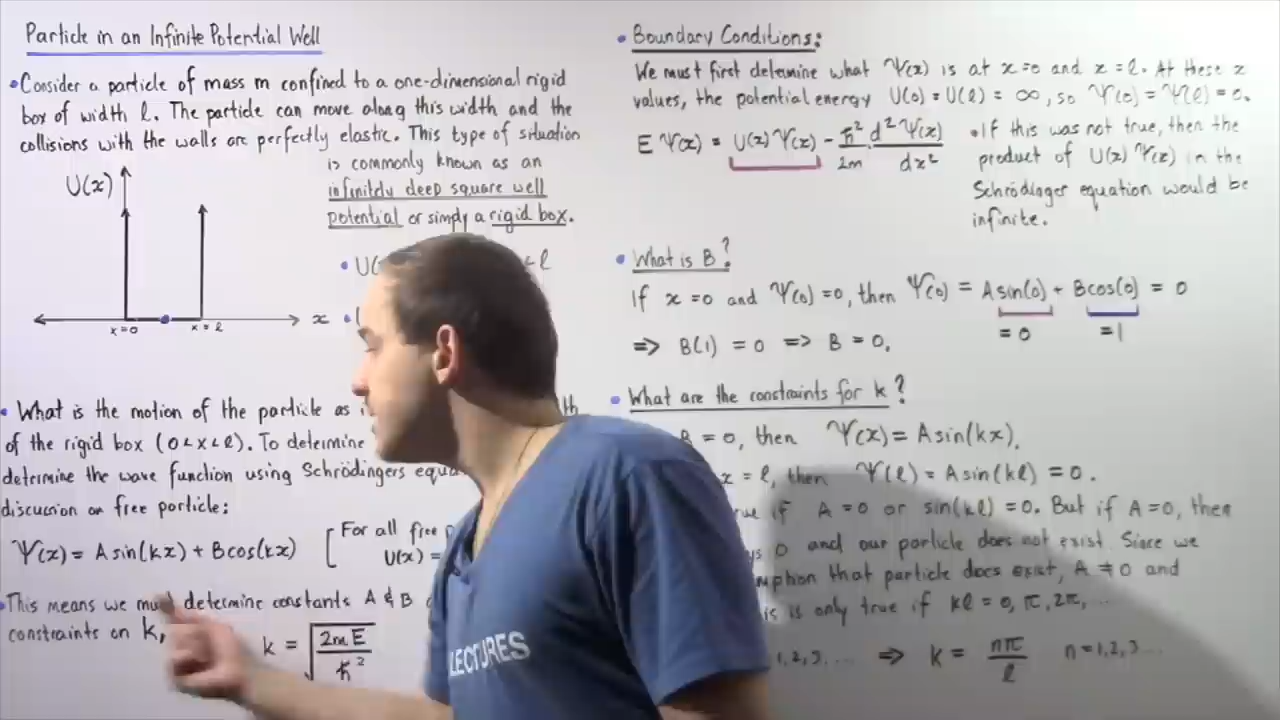 Particle in an Infinite Potential Well
• Consider a particle of mass m confined to a one-dimensional rigid
box of width l. The particle can move along this width and the
collisions with the walls are perfectly elastic. This type of situation
is commonly known as an
infinitely deep square well
potential or simply a rigid box.
U(x)
• U(
< l
x=0
x=l
x
•
• What is the motion of the particle as
of the rigid box (0<x<l). To determine
determine the wave function using Schrödingers
discussion on free particle:
Ψ(x) = Asin(kx) + Bcos(kx)
[For all free
U(x) =
• This means we must determine constants A & B
constraints on k,
k = √(2mE/ħ²)
• Boundary Conditions:
We must first determine what Ψ(x) is at x=0 and x=l. At these x
values, the potential energy U(0) = U(l) = ∞, so Ψ(0) = Ψ(l) = 0.
E Ψ(x) = U(x)Ψ(x) - ħ²/2m d²Ψ(x)/dx²
• If this was not true, then the
product of U(x)Ψ(x) in the
Schrödinger equation would be
infinite.
• What is B?
If x=0 and Ψ(0)=0, then Ψ(0) = Asin(0) + Bcos(0) = 0
=0 =1
⇒ B(1) = 0 ⇒ B = 0.
• What are the constraints for k?
B = 0, then Ψ(x) = Asin(kx).
x = l, then Ψ(l) = Asin(kl) = 0.
if A=0 or sin(kl) = 0. But if A=0, then
0 and our particle does not exist. Since we
that particle does exist, A ≠ 0 and
is only true if kl = 0, π, 2π, ...
1, 2, 3, ... ⇒ k = nπ/l n=1,2,3...
LECTURES